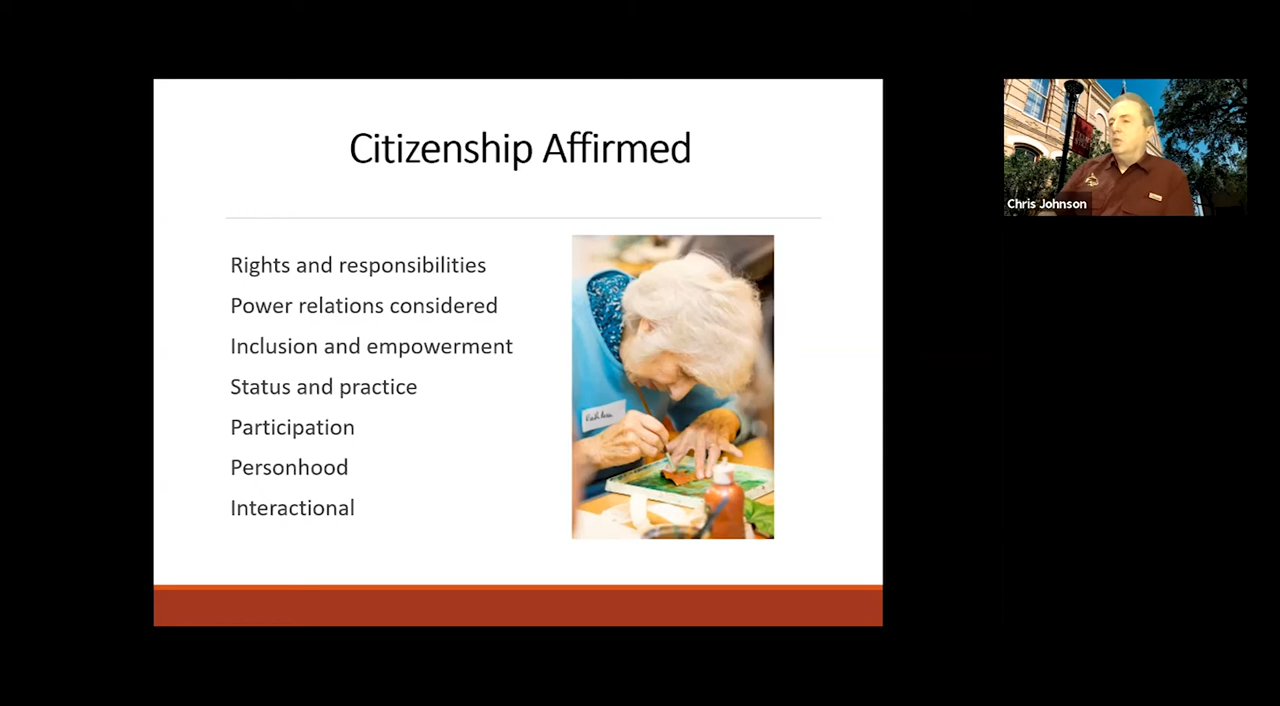 Citizenship Affirmed
Rights and responsibilities
Power relations considered
Inclusion and empowerment
Status and practice
Participation
Personhood
Interactional
Chris Johnson